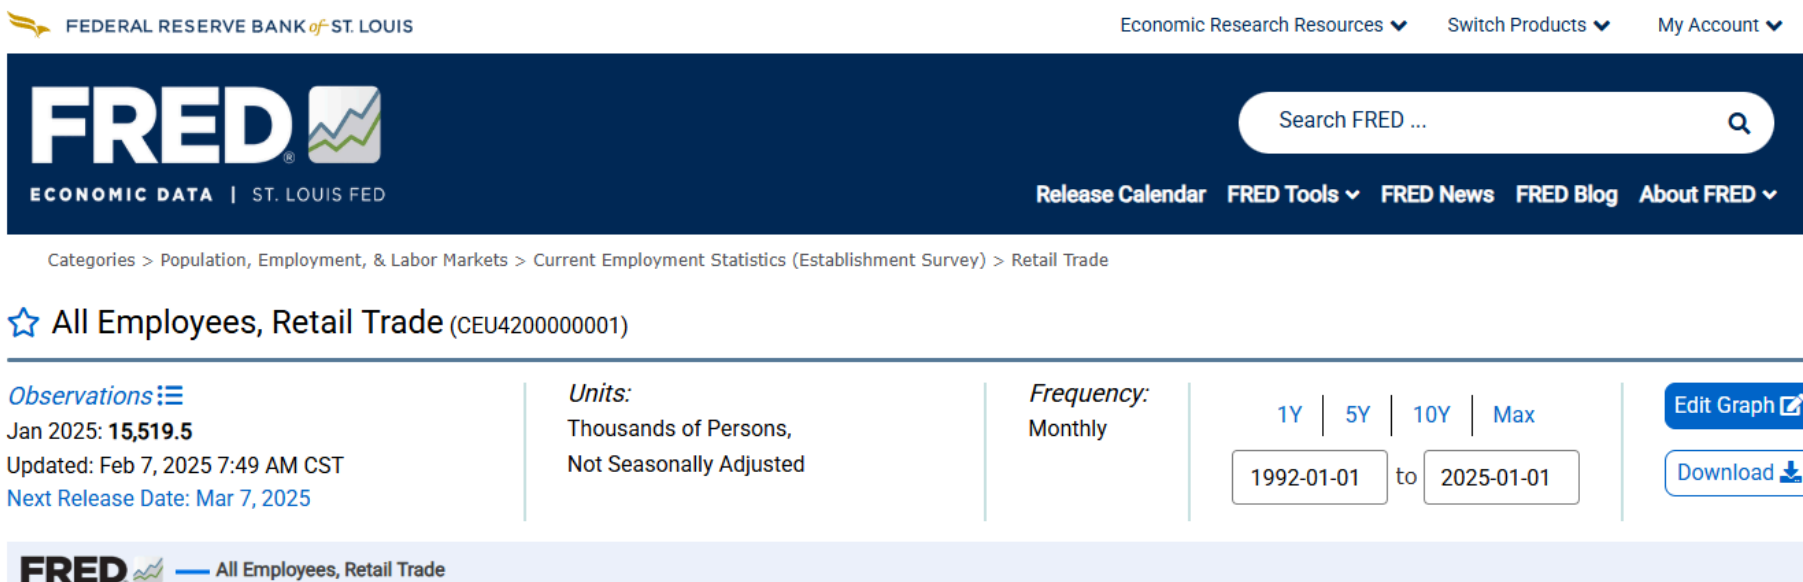 FEDERAL RESERVE BANK of ST. LOUIS
Economic Research Resources
Switch Products
My Account
FRED®
ECONOMIC DATA | ST. LOUIS FED
Search FRED ...
Release Calendar FRED Tools FRED News FRED Blog About FRED
Categories > Population, Employment, & Labor Markets > Current Employment Statistics (Establishment Survey) > Retail Trade
All Employees, Retail Trade (CEU4200000001)
Observations
Jan 2025: 15,519.5
Updated: Feb 7, 2025 7:49 AM CST
Next Release Date: Mar 7, 2025
Units:
Thousands of Persons,
Not Seasonally Adjusted
Frequency:
Monthly
1Y | 5Y | 10Y | Max
1992-01-01 to 2025-01-01
Edit Graph
Download
FRED All Employees, Retail Trade